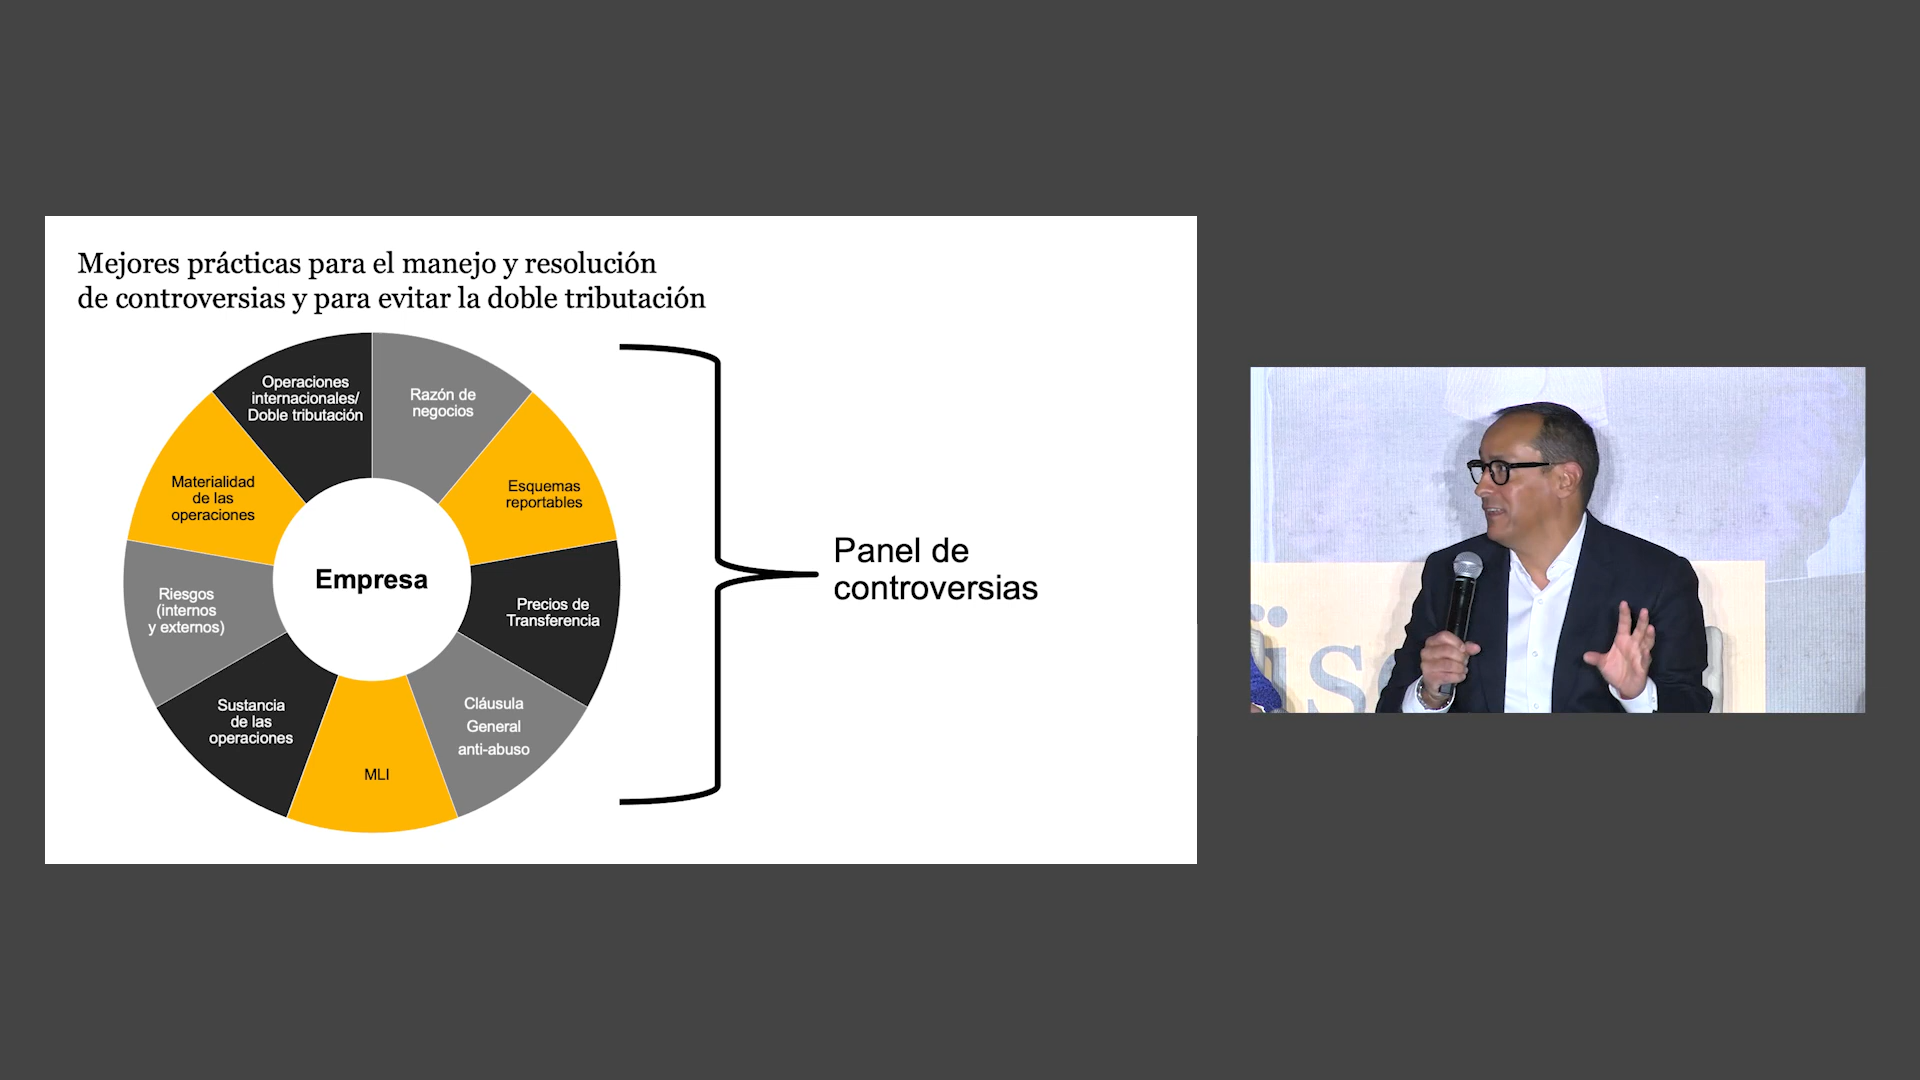 Mejores prácticas para el manejo y resolución
de controversias y para evitar la doble tributación
Operaciones
internacionales/
Doble tributación
Razón de
negocios
Esquemas
reportables
Precios de
Transferencia
Cláusula
General
anti-abuso
MLI
Sustancia
de las
operaciones
Riesgos
(internos
y externos)
Materialidad
de las
operaciones
Empresa
Panel de
controversias